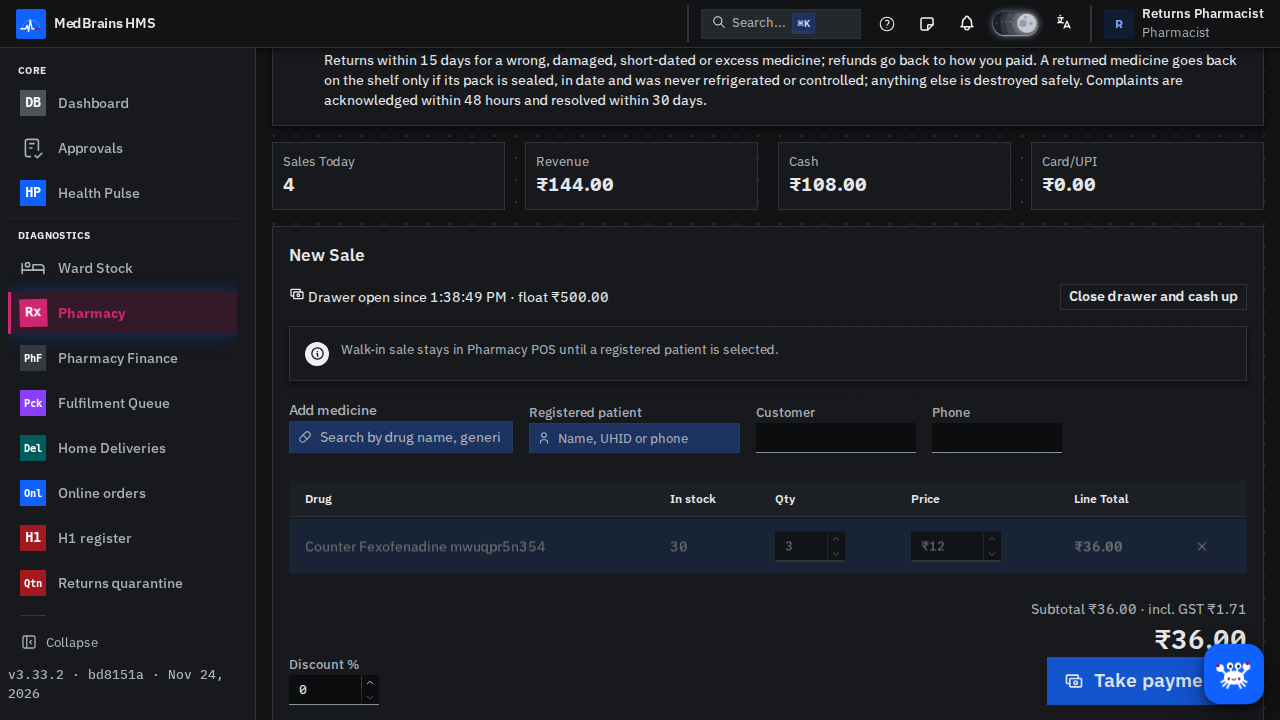 MedBrains HMS
Search...
⌘K
R
Returns Pharmacist
Pharmacist
CORE
DB Dashboard
Approvals
HP Health Pulse
DIAGNOSTICS
Ward Stock
Rx Pharmacy
PhF Pharmacy Finance
Pck Fulfilment Queue
Del Home Deliveries
Onl Online orders
H1 H1 register
Qtn Returns quarantine
Collapse
v3.33.2 · bd8151a · Nov 24,
2026
Returns within 15 days for a wrong, damaged, short-dated or excess medicine; refunds go back to how you paid. A returned medicine goes back
on the shelf only if its pack is sealed, in date and was never refrigerated or controlled; anything else is destroyed safely. Complaints are
acknowledged within 48 hours and resolved within 30 days.
Sales Today
4
Revenue
₹144.00
Cash
₹108.00
Card/UPI
₹0.00
New Sale
Drawer open since 1:38:49 PM · float ₹500.00
Close drawer and cash up
Walk-in sale stays in Pharmacy POS until a registered patient is selected.
Add medicine
Search by drug name, generi
Registered patient
Name, UHID or phone
Customer
Phone
Drug In stock Qty Price Line Total
Counter Fexofenadine mwuqpr5n354 30 3 ₹12 ₹36.00 ✕
Subtotal ₹36.00 · incl. GST ₹1.71
₹36.00
Discount %
0
Take payme